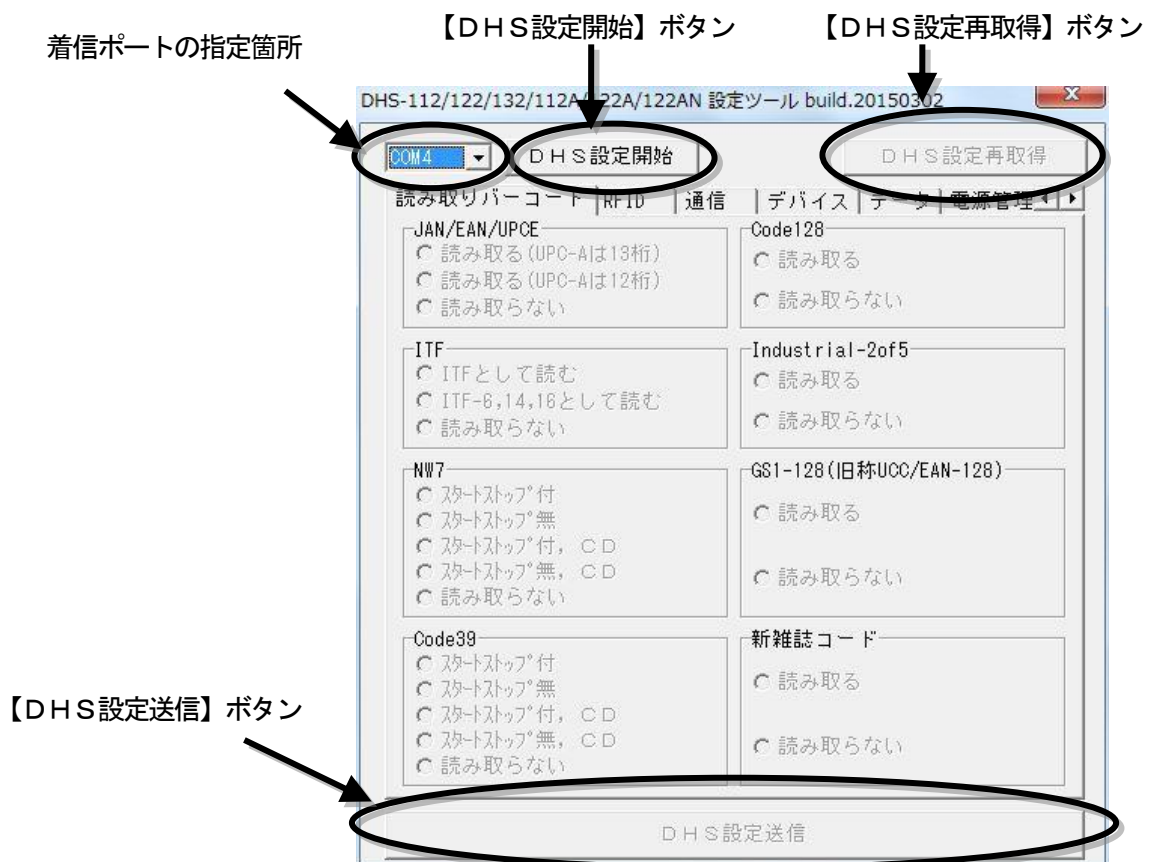 【ＤＨＳ設定開始】ボタン
【ＤＨＳ設定再取得】ボタン
着信ポートの指定箇所
DHS-112/122/132/112A/122A/122AN 設定ツール build.20150302
COM4
ＤＨＳ設定開始
ＤＨＳ設定再取得
読み取りバーコード RFID 通信 デバイス データ 電源管理
JAN/EAN/UPCE
読み取る(UPC-Aは13桁)
読み取る(UPC-Aは12桁)
読み取らない
Code128
読み取る
読み取らない
ITF
ITFとして読む
ITF-6,14,16として読む
読み取らない
Industrial-2of5
読み取る
読み取らない
NW7
ｽﾀｰﾄｽﾄｯﾌﾟ付
ｽﾀｰﾄｽﾄｯﾌﾟ無
ｽﾀｰﾄｽﾄｯﾌﾟ付，ＣＤ
ｽﾀｰﾄｽﾄｯﾌﾟ無，ＣＤ
読み取らない
GS1-128(旧称UCC/EAN-128)
読み取る
読み取らない
Code39
ｽﾀｰﾄｽﾄｯﾌﾟ付
ｽﾀｰﾄｽﾄｯﾌﾟ無
ｽﾀｰﾄｽﾄｯﾌﾟ付，ＣＤ
ｽﾀｰﾄｽﾄｯﾌﾟ無，ＣＤ
読み取らない
新雑誌コード
読み取る
読み取らない
【ＤＨＳ設定送信】ボタン
ＤＨＳ設定送信